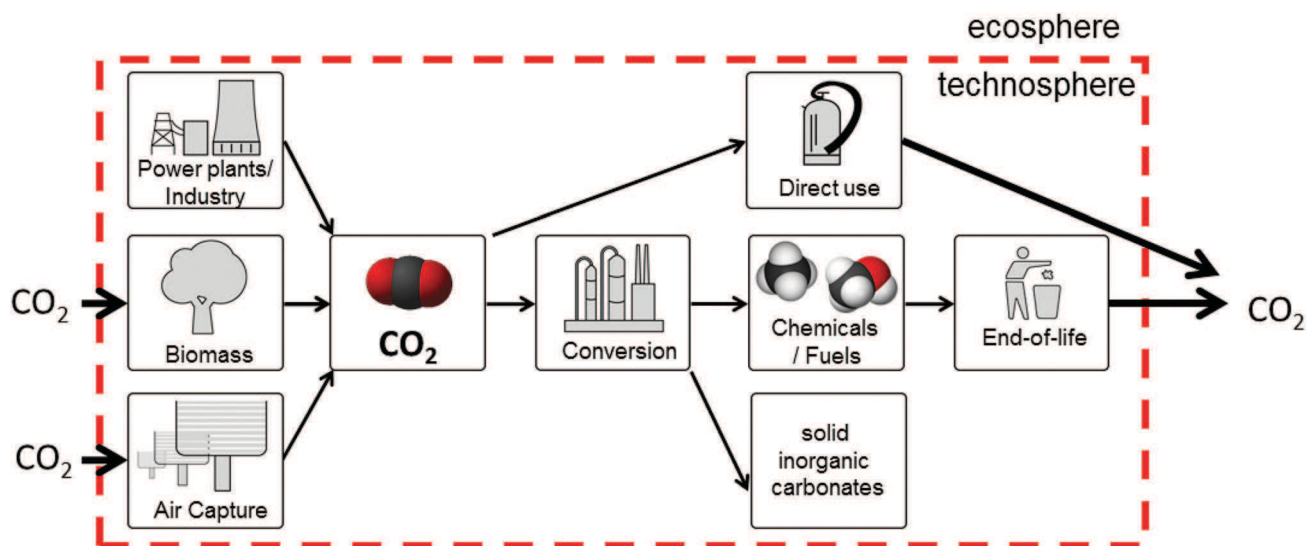 ecosphere
technosphere
Power plants/
Industry
Direct use
CO₂
Biomass
CO₂
Conversion
Chemicals
/ Fuels
End-of-life
CO₂
CO₂
Air Capture
solid
inorganic
carbonates